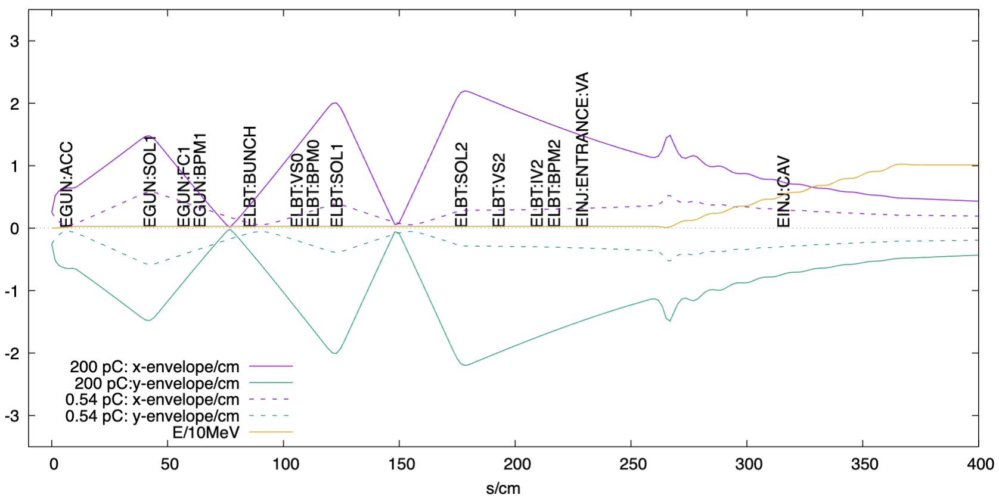 3
2
1
0
-1
-2
-3
EGUN:ACC
EGUN:SOL1
EGUN:FC1
EGUN:BPM1
ELBT:BUNCH
ELBT:VS0
ELBT:BPM0
ELBT:SOL1
ELBT:SOL2
ELBT:VS2
ELBT:IV2
ELBT:BPM2
EINJ:ENTRANCE:VA
EINJ:CAV
200 pC: x-envelope/cm
200 pC:y-envelope/cm
0.54 pC: x-envelope/cm
0.54 pC: y-envelope/cm
E/10MeV
0 50 100 150 200 250 300 350 400
s/cm